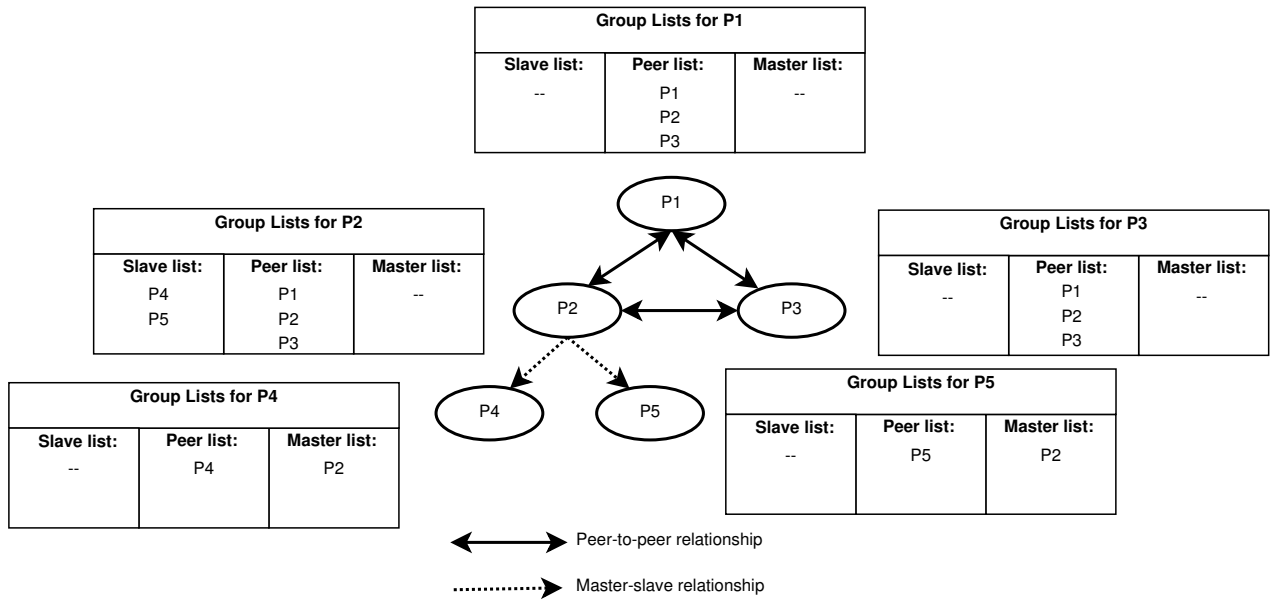 Group Lists for P1
Slave list: Peer list: Master list:
-- P1 --
P2
P3
P1
Group Lists for P2
Slave list: Peer list: Master list:
P4 P1 --
P5 P2
P3
Group Lists for P3
Slave list: Peer list: Master list:
-- P1 --
P2
P3
P2 P3
Group Lists for P4
Slave list: Peer list: Master list:
-- P4 P2
P4 P5
Group Lists for P5
Slave list: Peer list: Master list:
-- P5 P2
Peer-to-peer relationship
Master-slave relationship